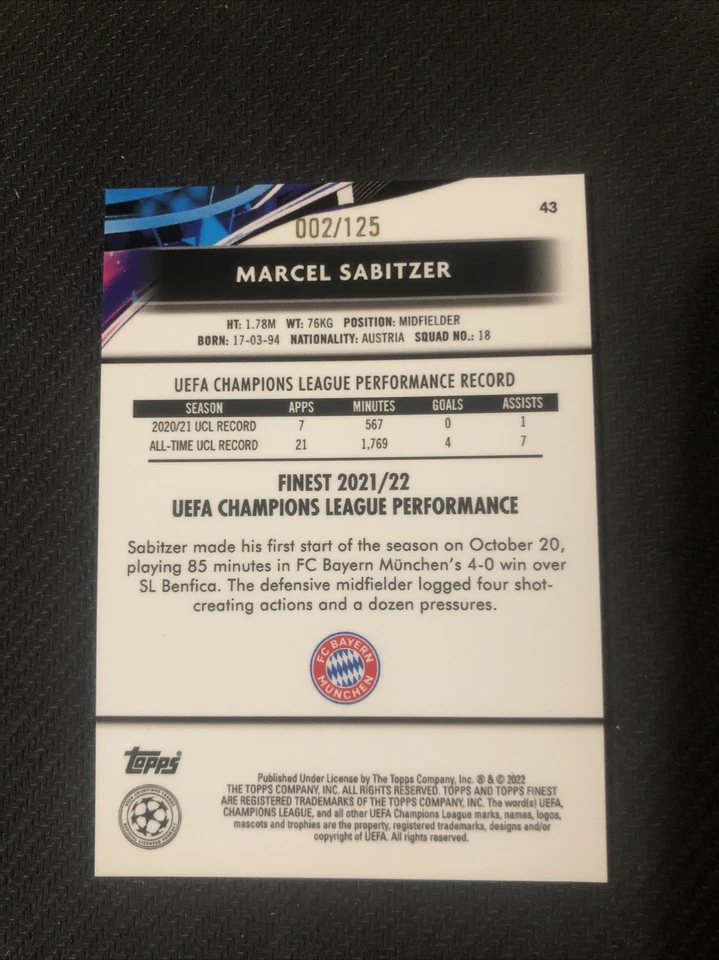 43
002/125
MARCEL SABITZER
HT: 1.78M WT: 76KG POSITION: MIDFIELDER
BORN: 17-03-94 NATIONALITY: AUSTRIA SQUAD NO.: 18
UEFA CHAMPIONS LEAGUE PERFORMANCE RECORD
SEASON APPS MINUTES GOALS ASSISTS
2020/21 UCL RECORD 7 567 0 1
ALL-TIME UCL RECORD 21 1,769 4 7
FINEST 2021/22
UEFA CHAMPIONS LEAGUE PERFORMANCE
Sabitzer made his first start of the season on October 20,
playing 85 minutes in FC Bayern München's 4-0 win over
SL Benfica. The defensive midfielder logged four shot-
creating actions and a dozen pressures.
FC BAYERN
MÜNCHEN
Topps
Published Under License by The Topps Company, Inc. ® & © 2022
THE TOPPS COMPANY, INC. ALL RIGHTS RESERVED. TOPPS AND TOPPS FINEST
ARE REGISTERED TRADEMARKS OF THE TOPPS COMPANY, INC. The word(s) UEFA,
CHAMPIONS LEAGUE, and all other UEFA Champions League marks, names, logos,
mascots and trophies are the property, registered trademarks, designs and/or
copyright of UEFA. All rights reserved.